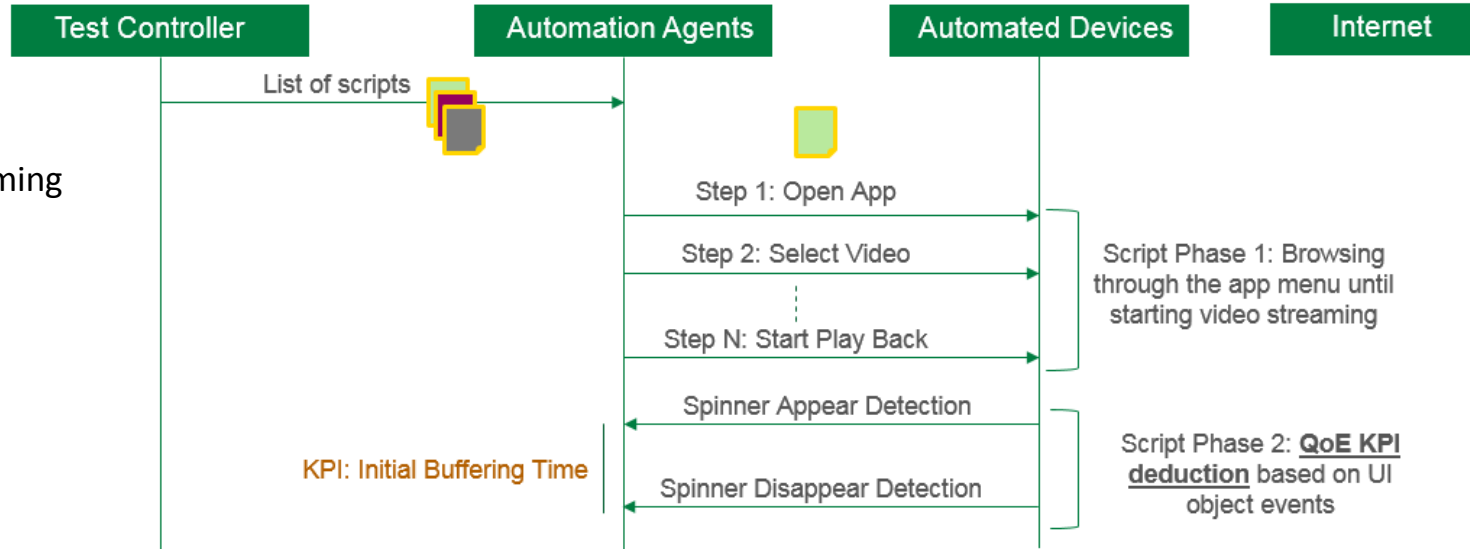 Test Controller
Automation Agents
Automated Devices
Internet
List of scripts
ming
Step 1: Open App
Step 2: Select Video
Step N: Start Play Back
Script Phase 1: Browsing
through the app menu until
starting video streaming
Spinner Appear Detection
KPI: Initial Buffering Time
Spinner Disappear Detection
Script Phase 2: QoE KPI
deduction based on UI
object events